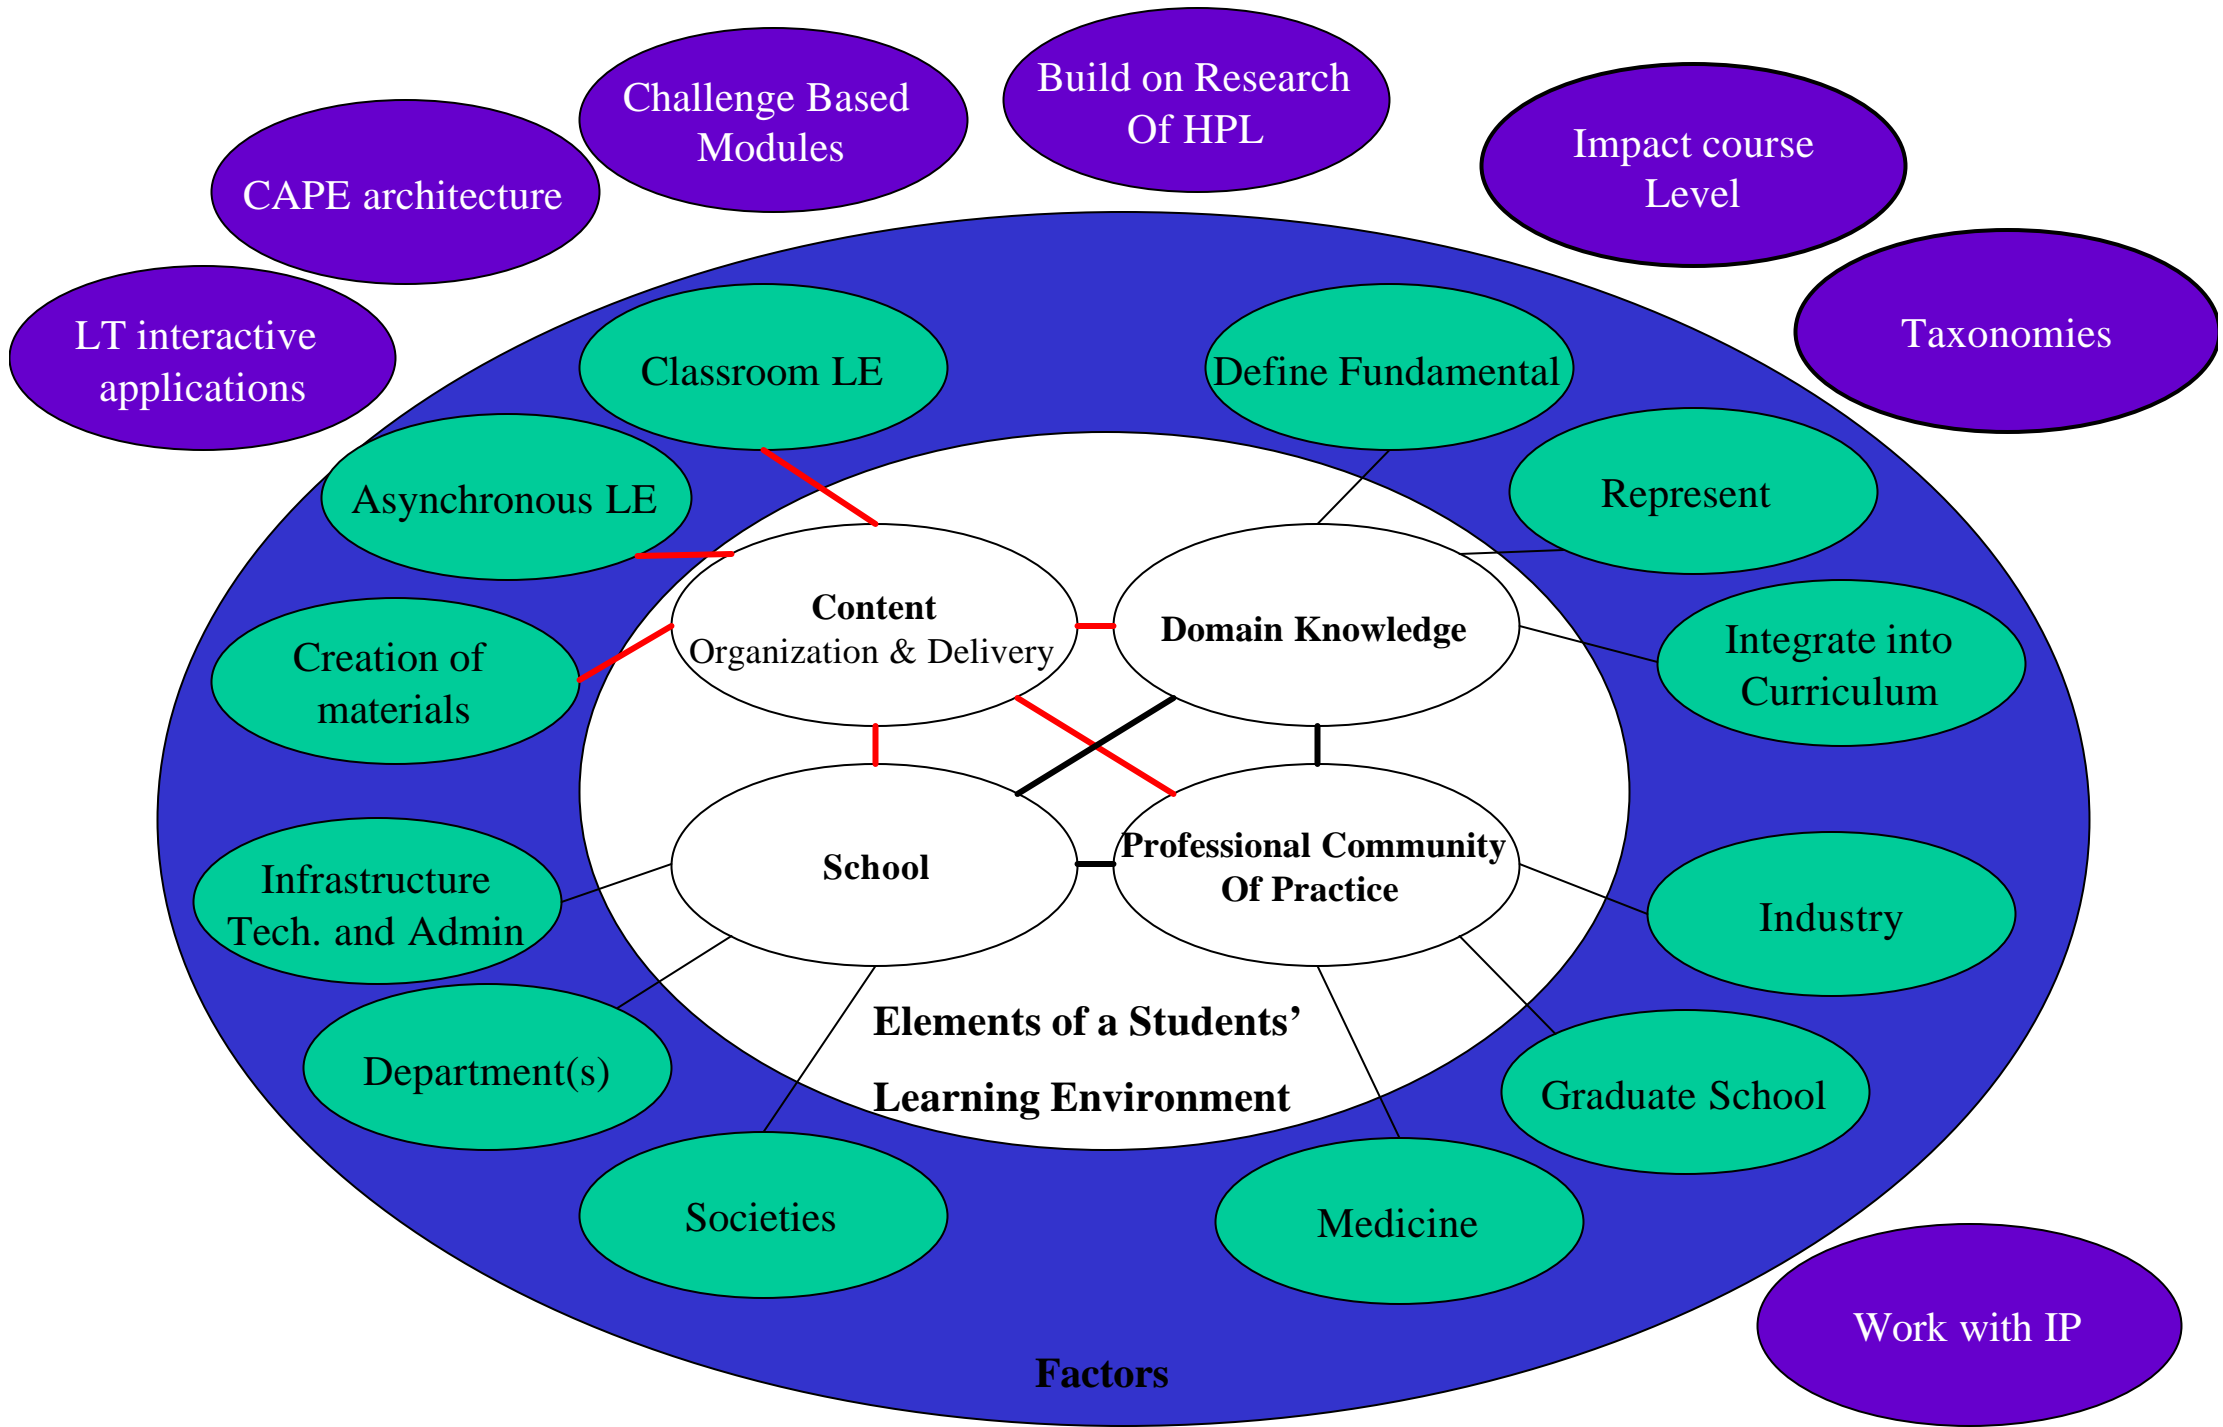 Build on Research
Of HPL
Challenge Based
Modules
Impact course
Level
CAPE architecture
Taxonomies
LT interactive
applications
Classroom LE
Define Fundamental
Asynchronous LE
Represent
Content
Organization & Delivery
Domain Knowledge
Creation of
materials
Integrate into
Curriculum
School
Professional Community
Of Practice
Infrastructure
Tech. and Admin
Industry
Elements of a Students’
Learning Environment
Department(s)
Graduate School
Societies
Medicine
Work with IP
Factors